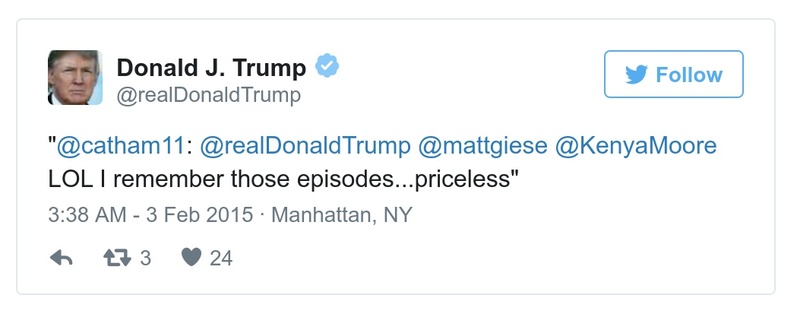 Donald J. Trump
@realDonaldTrump
Follow
"@catham11: @realDonaldTrump @mattgiese @KenyaMoore
LOL I remember those episodes...priceless"
3:38 AM - 3 Feb 2015 · Manhattan, NY
3 24